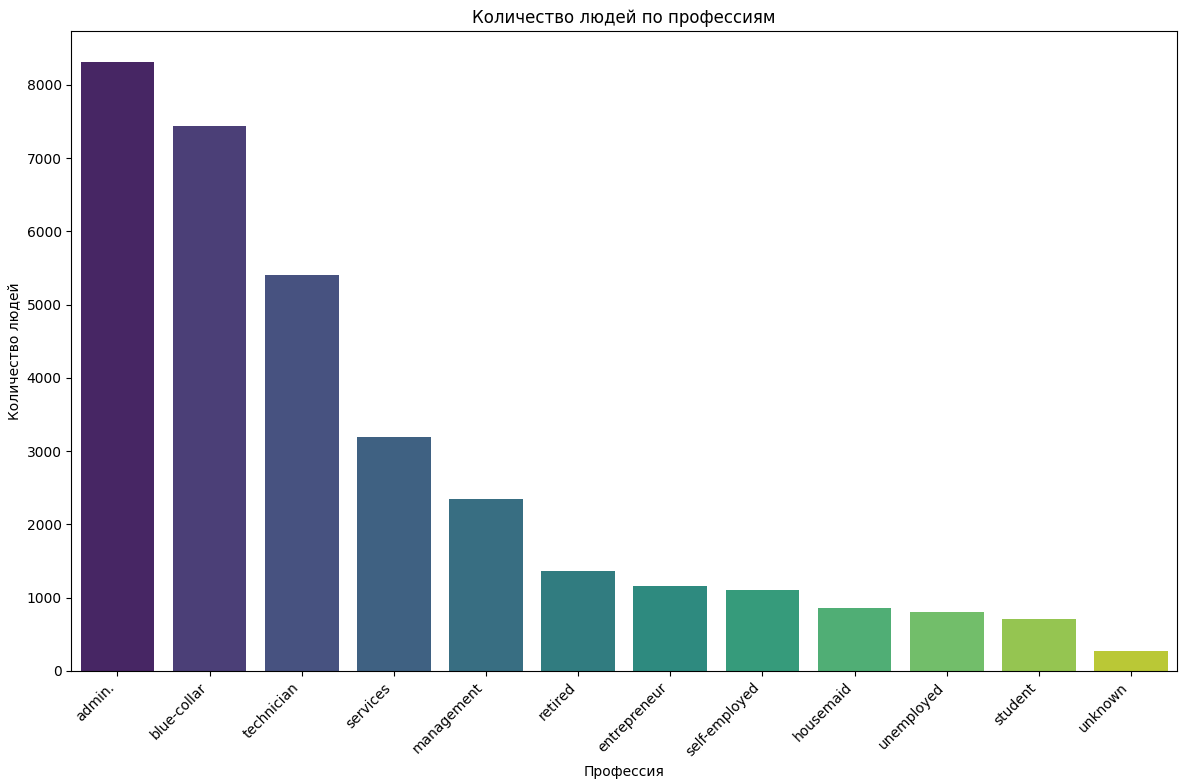 Количество людей по профессиям
Количество людей
8000
7000
6000
5000
4000
3000
2000
1000
0
admin.
blue-collar
technician
services
management
retired
entrepreneur
self-employed
housemaid
unemployed
student
unknown
Профессия